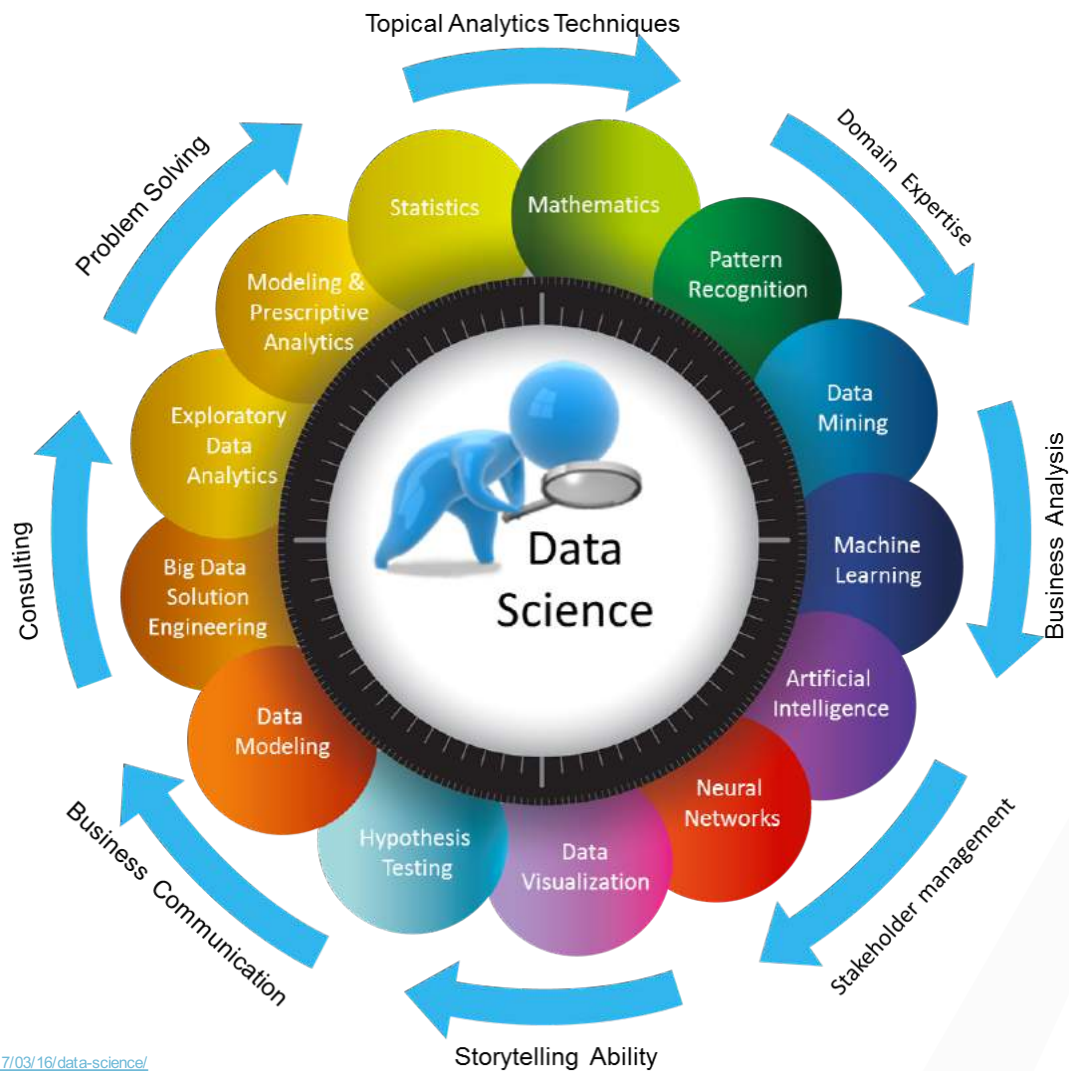 Topical Analytics Techniques
Domain Expertise
Business Analysis
Stakeholder management
Storytelling Ability
Business Communication
Consulting
Problem Solving
Statistics
Mathematics
Pattern
Recognition
Data
Mining
Machine
Learning
Artificial
Intelligence
Neural
Networks
Data
Visualization
Hypothesis
Testing
Data
Modeling
Big Data
Solution
Engineering
Exploratory
Data
Analytics
Modeling &
Prescriptive
Analytics
Data
Science
7/03/16/data-science/